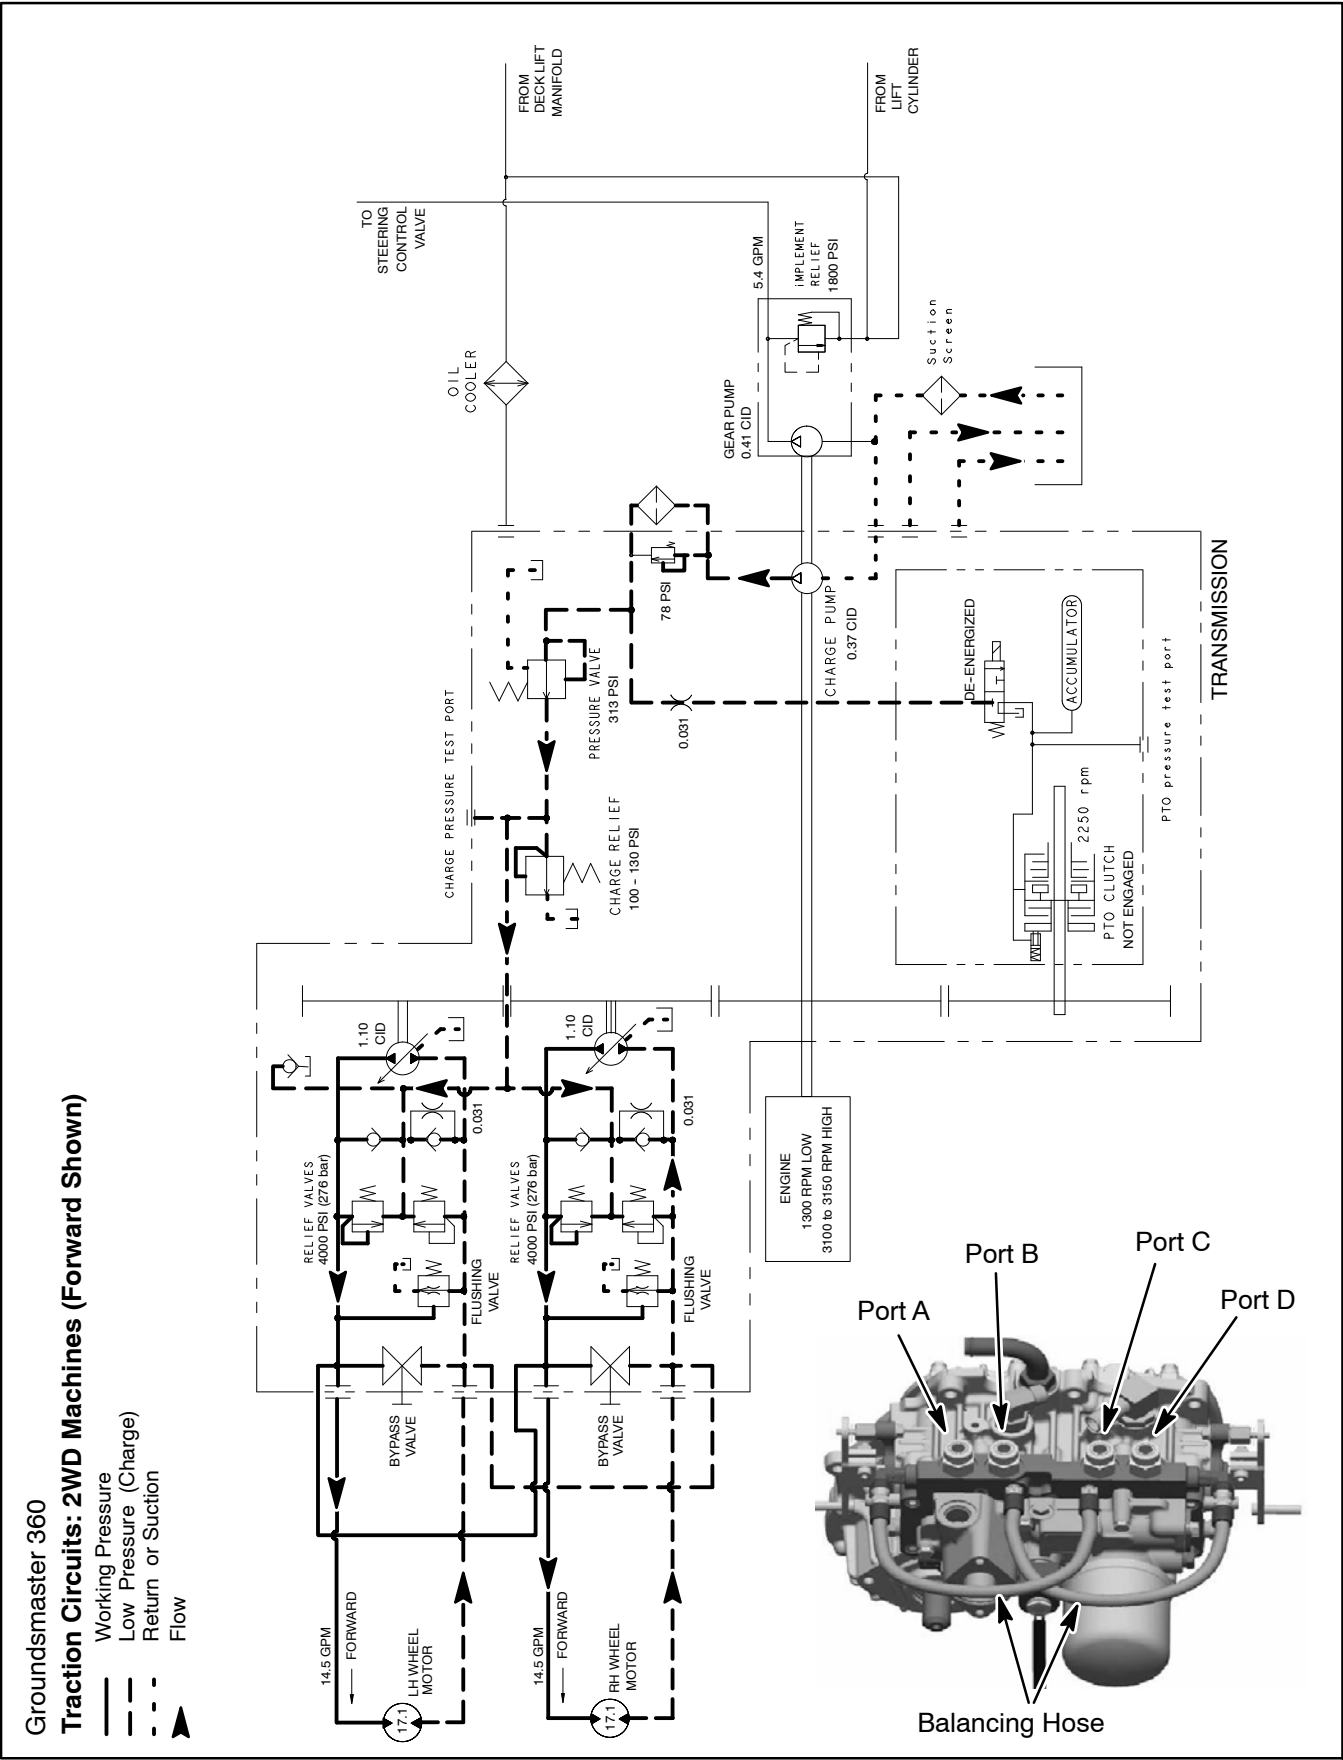 Groundsmaster 360
Traction Circuits: 2WD Machines (Forward Shown)
Working Pressure
Low Pressure (Charge)
Return or Suction
Flow
FROM
DECK LIFT
MANIFOLD
FROM
LIFT
CYLINDER
TO
STEERING
CONTROL
VALVE
OIL
COOLER
5.4 GPM
iMPLEMENT
RELIEF
1800 PSI
GEAR PUMP
0.41 CID
Suction
Screen
78 PSI
CHARGE PUMP
0.37 CID
PRESSURE VALVE
313 PSI
CHARGE PRESSURE TEST PORT
0.031
CHARGE RELIEF
100 - 130 PSI
DE-ENERGIZED
ACCUMULATOR
PTO pressure test port
TRANSMISSION
2250 rpm
PTO CLUTCH
NOT ENGAGED
1.10
CID
0.031
RELIEF VALVES
4000 PSI (276 bar)
FLUSHING
VALVE
BYPASS
VALVE
1.10
CID
0.031
RELIEF VALVES
4000 PSI (276 bar)
FLUSHING
VALVE
BYPASS
VALVE
ENGINE
1300 RPM LOW
3100 to 3150 RPM HIGH
14.5 GPM
FORWARD
LH WHEEL
MOTOR
17.1
14.5 GPM
FORWARD
RH WHEEL
MOTOR
17.1
Port A
Port B
Port C
Port D
Balancing Hose